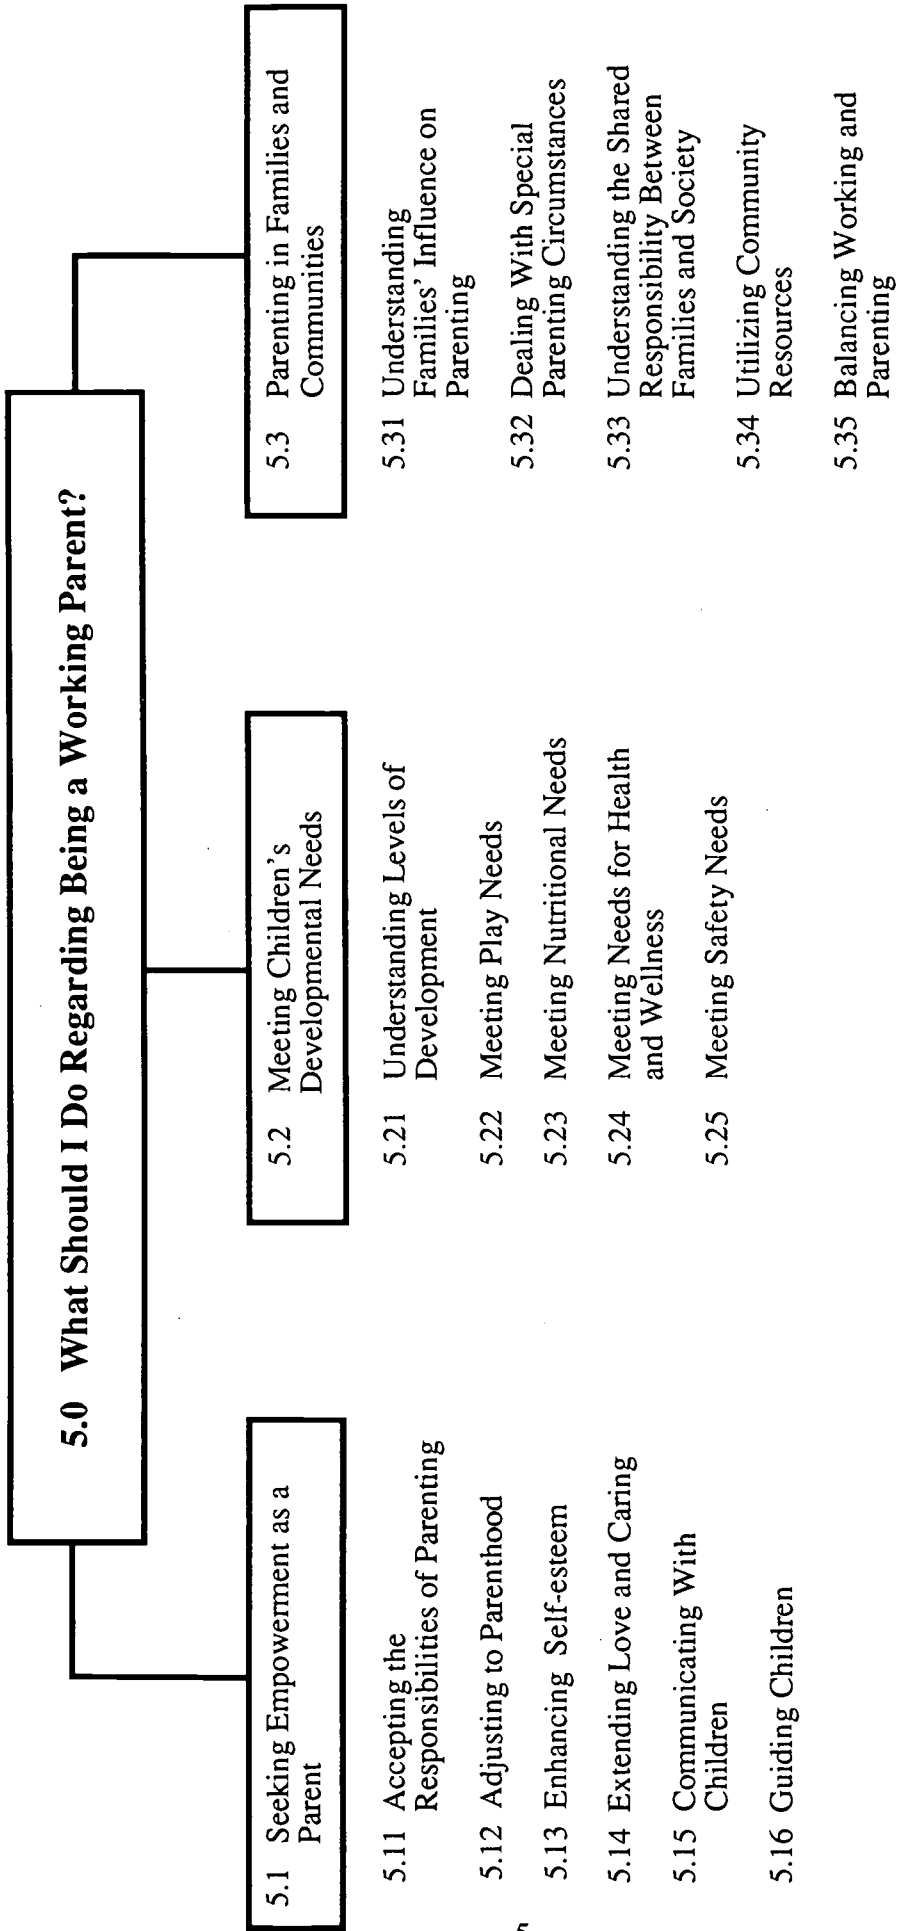 5.0 What Should I Do Regarding Being a Working Parent?
5.1 Seeking Empowerment as a
Parent
5.11 Accepting the
Responsibilities of Parenting
5.12 Adjusting to Parenthood
5.13 Enhancing Self-esteem
5.14 Extending Love and Caring
5.15 Communicating With
Children
5.16 Guiding Children
5.2 Meeting Children's
Developmental Needs
5.21 Understanding Levels of
Development
5.22 Meeting Play Needs
5.23 Meeting Nutritional Needs
5.24 Meeting Needs for Health
and Wellness
5.25 Meeting Safety Needs
5.3 Parenting in Families and
Communities
5.31 Understanding
Families' Influence on
Parenting
5.32 Dealing With Special
Parenting Circumstances
5.33 Understanding the Shared
Responsibility Between
Families and Society
5.34 Utilizing Community
Resources
5.35 Balancing Working and
Parenting
5